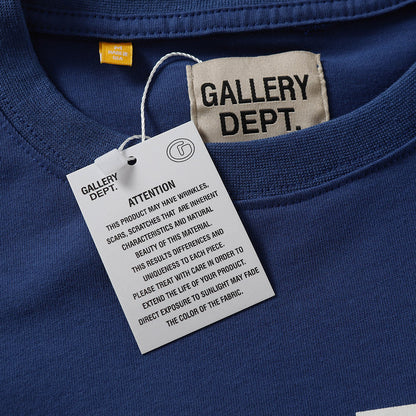 GALLERY
DEPT.
GALLERY
DEPT.
ATTENTION
THIS PRODUCT MAY HAVE WRINKLES,
SCARS, SCRATCHES THAT ARE INHERENT
CHARACTERISTICS AND NATURAL
BEAUTY OF THIS MATERIAL.
THIS RESULTS DIFFERENCES AND
UNIQUENESS TO EACH PIECE.
PLEASE TREAT WITH CARE IN ORDER TO
EXTEND THE LIFE OF YOUR PRODUCT.
DIRECT EXPOSURE TO SUNLIGHT MAY FADE
THE COLOR OF THE FABRIC.